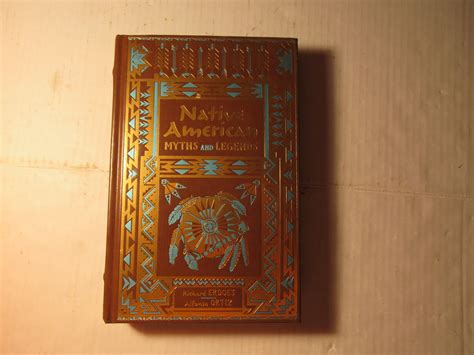 Native
American
MYTHS AND LEGENDS
Richard ERDOES
Alfonso ORTIZ